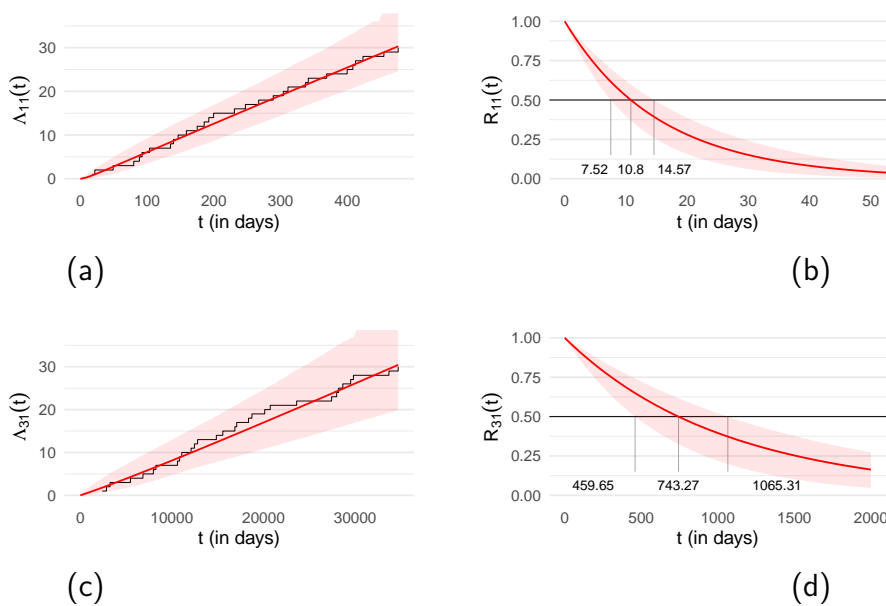 Λ11(t)
30
20
10
0
0 100 200 300 400
t (in days)
(a)
R11(t)
1.00
0.75
0.50
0.25
0.00
7.52 10.8 14.57
0 10 20 30 40 50
t (in days)
(b)
Λ31(t)
30
20
10
0
0 10000 20000 30000
t (in days)
(c)
R31(t)
1.00
0.75
0.50
0.25
0.00
459.65 743.27 1065.31
0 500 1000 1500 2000
t (in days)
(d)